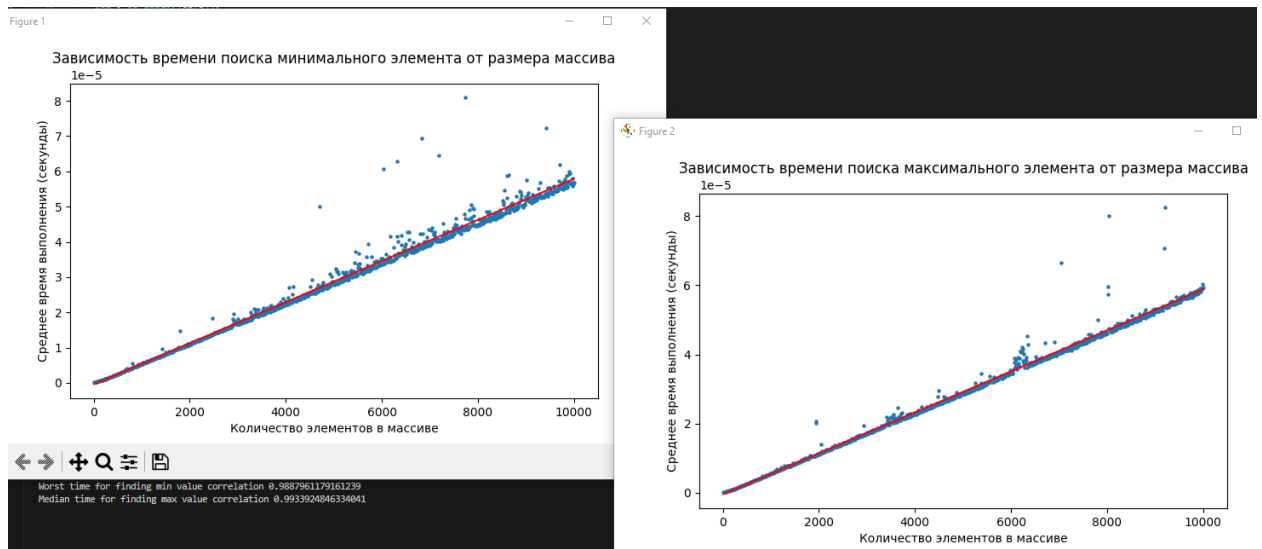 Figure 1
Зависимость времени поиска минимального элемента от размера массива
1e−5
8
7
6
5
4
3
2
1
0
Среднее время выполнения (секунды)
0 2000 4000 6000 8000 10000
Количество элементов в массиве
Worst time for finding min value correlation 0.9887961179161239
Median time for finding max value correlation 0.9933924846334041
Figure 2
Зависимость времени поиска максимального элемента от размера массива
1e−5
8
6
4
2
0
Среднее время выполнения (секунды)
0 2000 4000 6000 8000 10000
Количество элементов в массиве